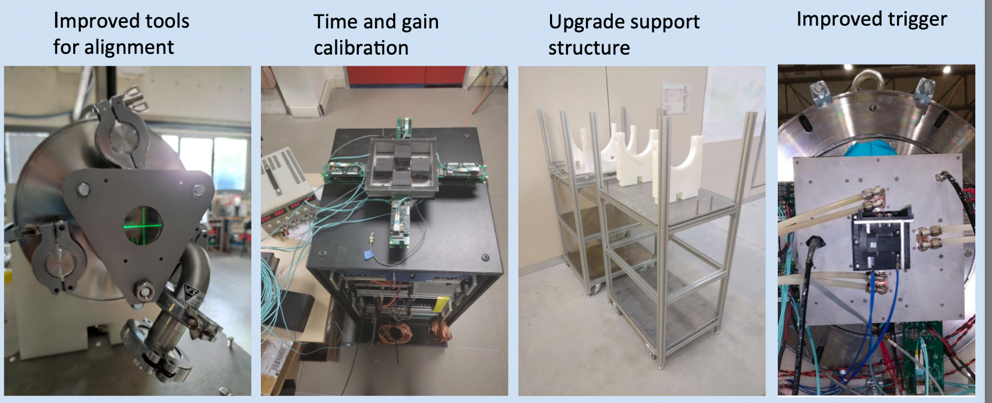 Improved tools
for alignment
Time and gain
calibration
Upgrade support
structure
Improved trigger